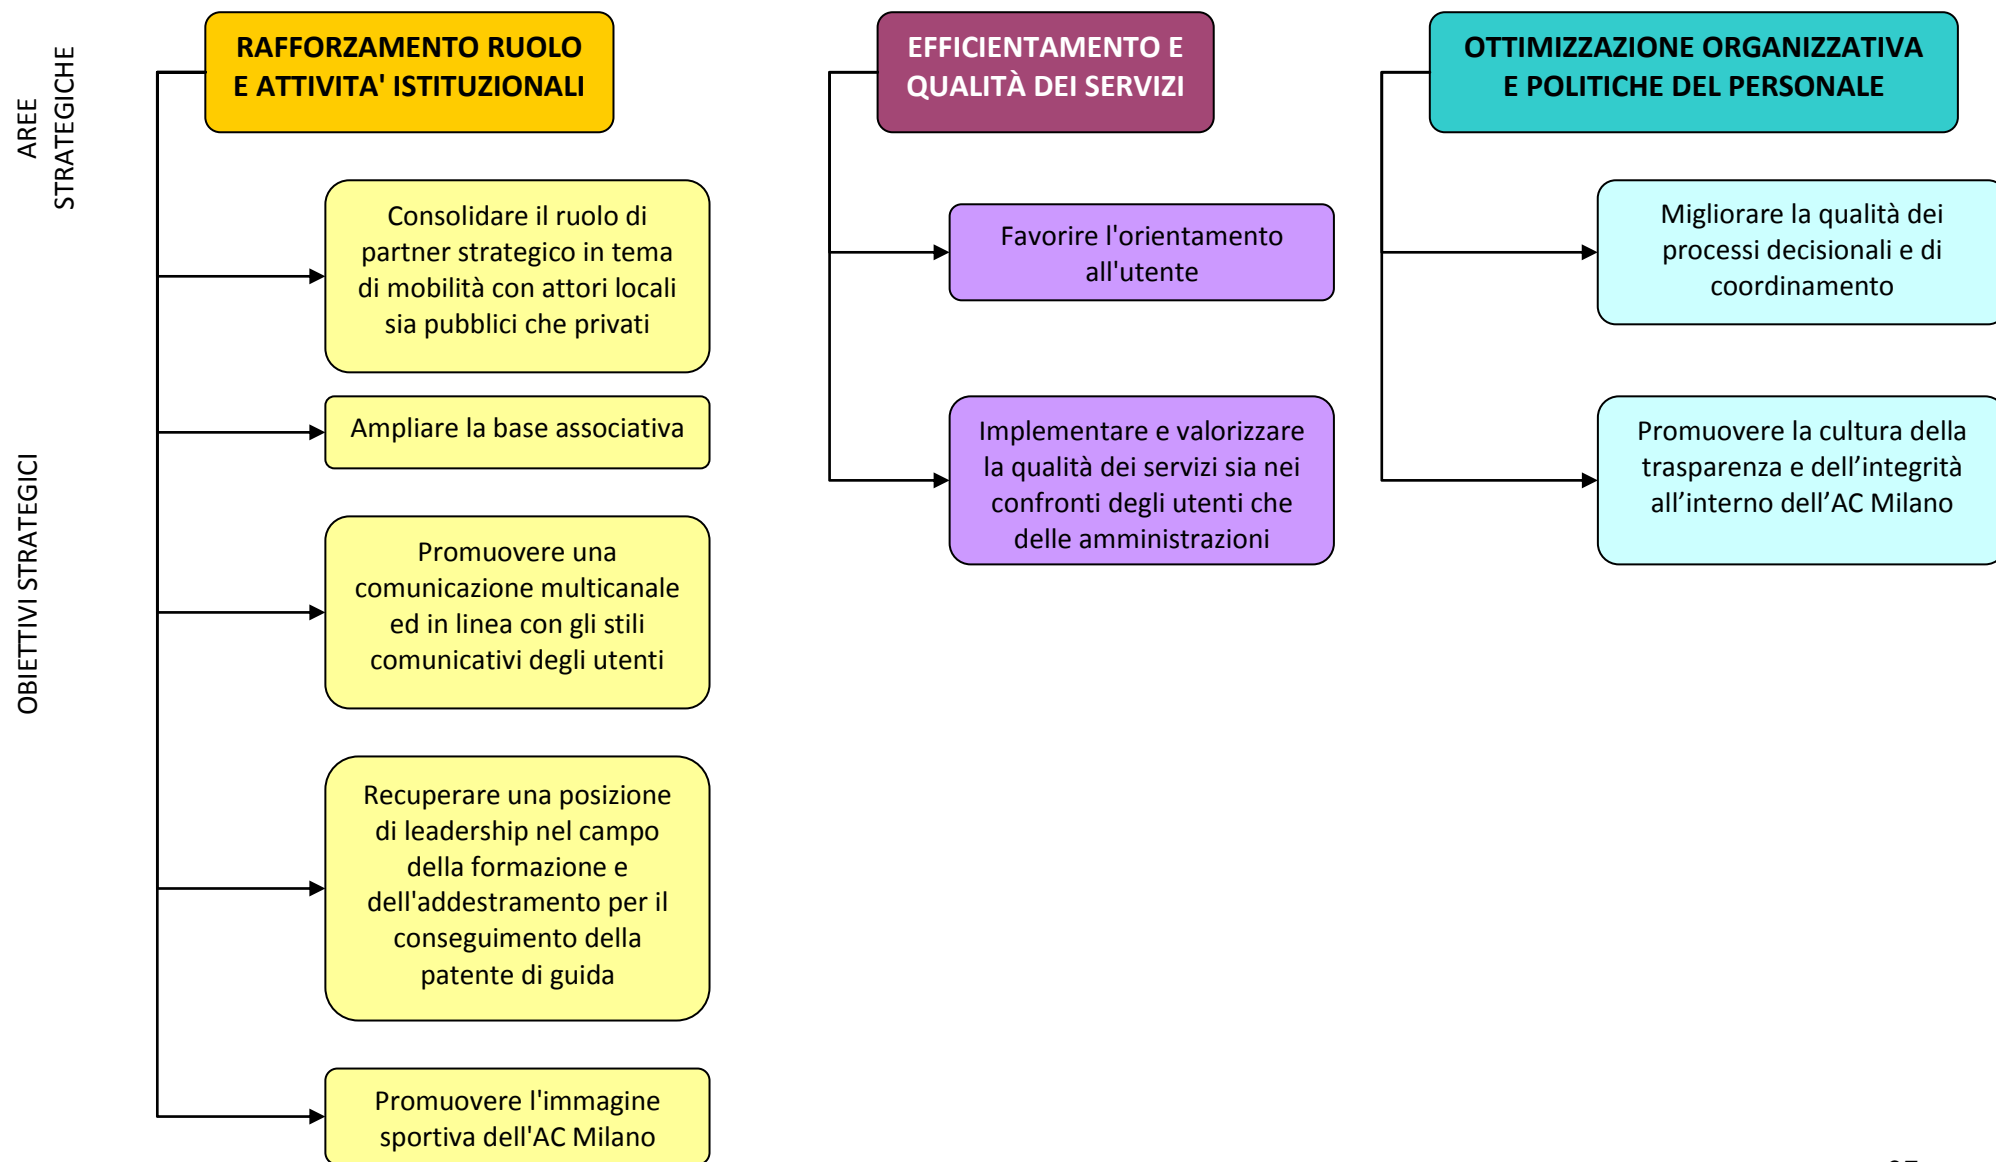 AREE
STRATEGICHE
OBIETTIVI STRATEGICI
RAFFORZAMENTO RUOLO
E ATTIVITA' ISTITUZIONALI
Consolidare il ruolo di
partner strategico in tema
di mobilità con attori locali
sia pubblici che privati
Ampliare la base associativa
Promuovere una
comunicazione multicanale
ed in linea con gli stili
comunicativi degli utenti
Recuperare una posizione
di leadership nel campo
della formazione e
dell'addestramento per il
conseguimento della
patente di guida
Promuovere l'immagine
sportiva dell'AC Milano
EFFICIENTAMENTO E
QUALITÀ DEI SERVIZI
Favorire l'orientamento
all'utente
Implementare e valorizzare
la qualità dei servizi sia nei
confronti degli utenti che
delle amministrazioni
OTTIMIZZAZIONE ORGANIZZATIVA
E POLITICHE DEL PERSONALE
Migliorare la qualità dei
processi decisionali e di
coordinamento
Promuovere la cultura della
trasparenza e dell’integrità
all’interno dell’AC Milano